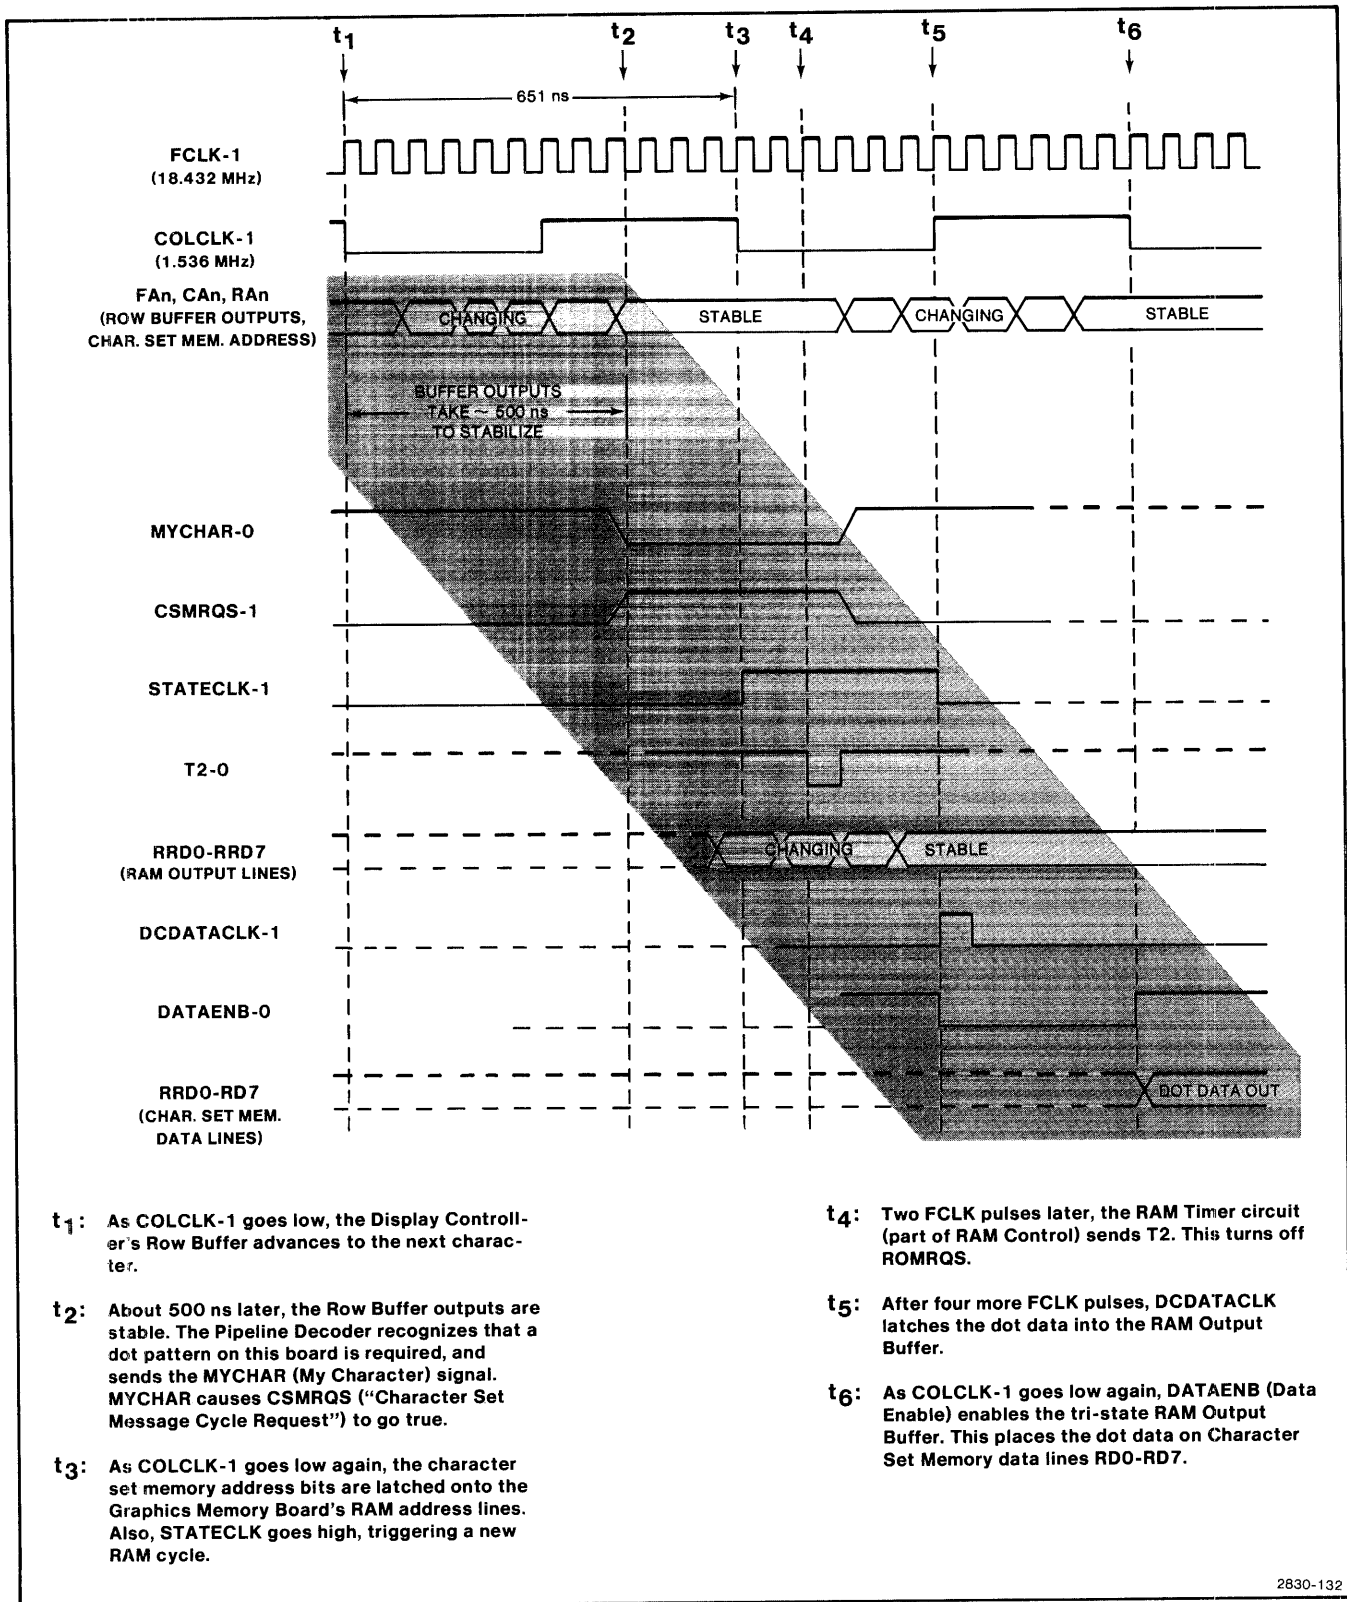 t1 t2 t3 t4 t5 t6
651 ns
FCLK-1
(18.432 MHz)
COLCLK-1
(1.536 MHz)
FAn, CAn, RAn
(ROW BUFFER OUTPUTS,
CHAR. SET MEM. ADDRESS)
CHANGING STABLE CHANGING STABLE
BUFFER OUTPUTS
TAKE ~ 500 ns
TO STABILIZE
MYCHAR-0
CSMRQS-1
STATECLK-1
T2-0
RRD0-RRD7
(RAM OUTPUT LINES)
CHANGING STABLE
DCDATACLK-1
DATAENB-0
RRD0-RD7
(CHAR. SET MEM.
DATA LINES)
DOT DATA OUT
t1: As COLCLK-1 goes low, the Display Controll-
er's Row Buffer advances to the next charac-
ter.
t2: About 500 ns later, the Row Buffer outputs are
stable. The Pipeline Decoder recognizes that a
dot pattern on this board is required, and
sends the MYCHAR (My Character) signal.
MYCHAR causes CSMRQS ("Character Set
Message Cycle Request") to go true.
t3: As COLCLK-1 goes low again, the character
set memory address bits are latched onto the
Graphics Memory Board's RAM address lines.
Also, STATECLK goes high, triggering a new
RAM cycle.
t4: Two FCLK pulses later, the RAM Timer circuit
(part of RAM Control) sends T2. This turns off
ROMRQS.
t5: After four more FCLK pulses, DCDATACLK
latches the dot data into the RAM Output
Buffer.
t6: As COLCLK-1 goes low again, DATAENB (Data
Enable) enables the tri-state RAM Output
Buffer. This places the dot data on Character
Set Memory data lines RD0-RD7.
2830-132